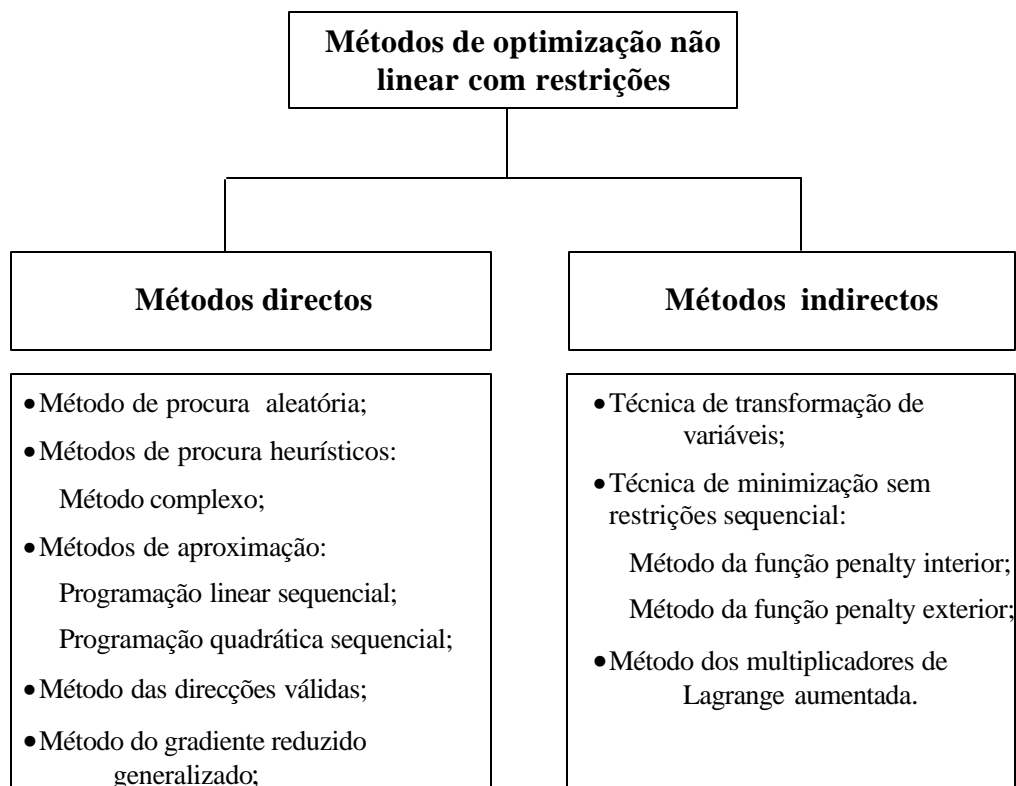 Métodos de optimização não
linear com restrições
Métodos directos
•Método de procura aleatória;
•Métodos de procura heurísticos:
Método complexo;
•Métodos de aproximação:
Programação linear sequencial;
Programação quadrática sequencial;
•Método das direcções válidas;
•Método do gradiente reduzido
generalizado;
Métodos indirectos
•Técnica de transformação de
variáveis;
•Técnica de minimização sem
restrições sequencial:
Método da função penalty interior;
Método da função penalty exterior;
•Método dos multiplicadores de
Lagrange aumentada.